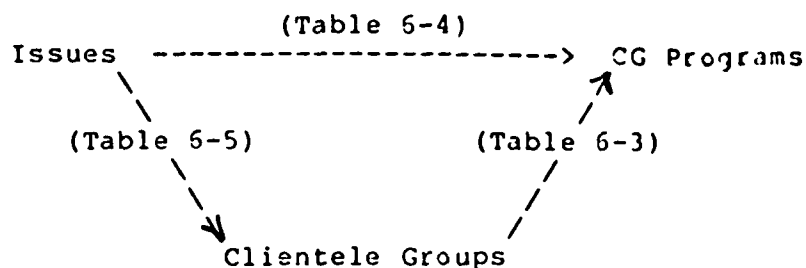 (Table 6-4)
Issues CG Programs
(Table 6-5) (Table 6-3)
Clientele Groups